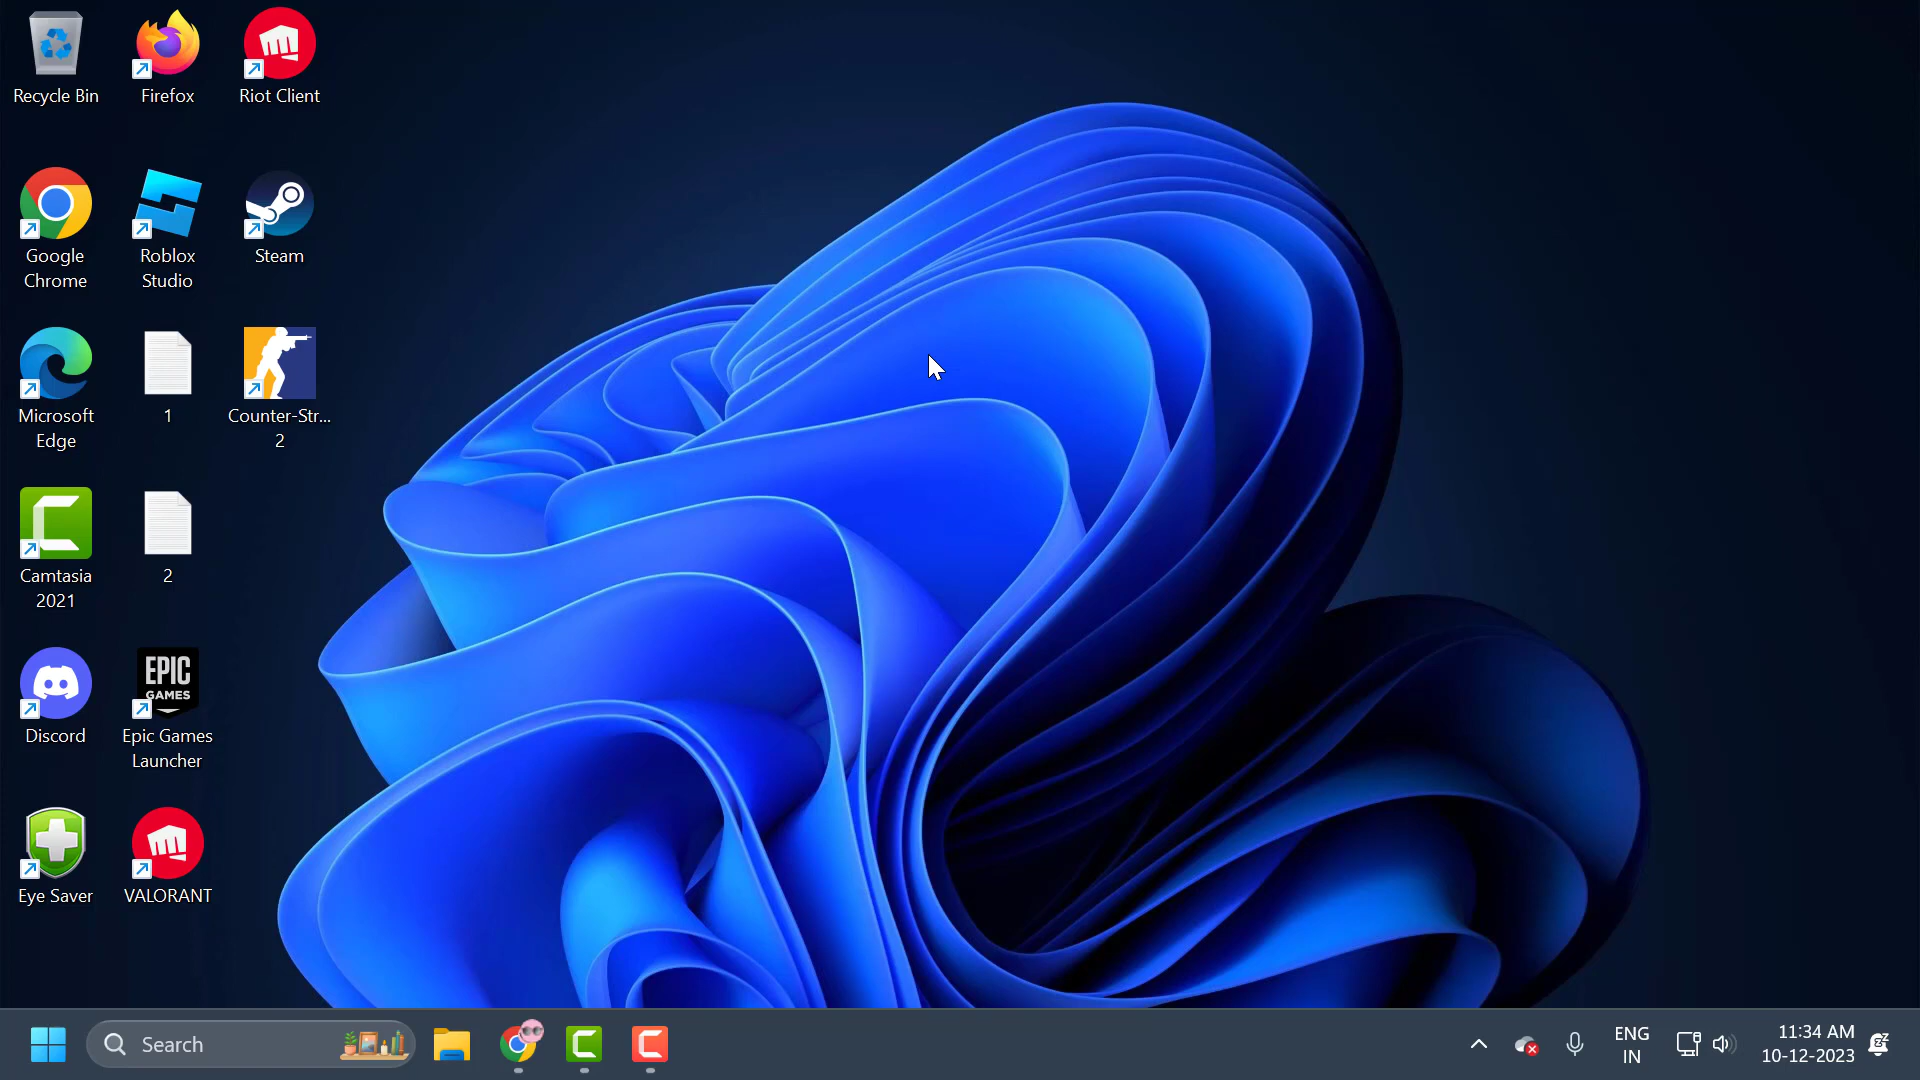 Recycle Bin
Firefox
Riot Client
Google
Chrome
Roblox
Studio
Steam
Microsoft
Edge
1
Counter-Str...
2
Camtasia
2021
2
Discord
EPIC
GAMES
Epic Games
Launcher
Eye Saver
VALORANT
Search
ENG
IN
11:34 AM
10-12-2023